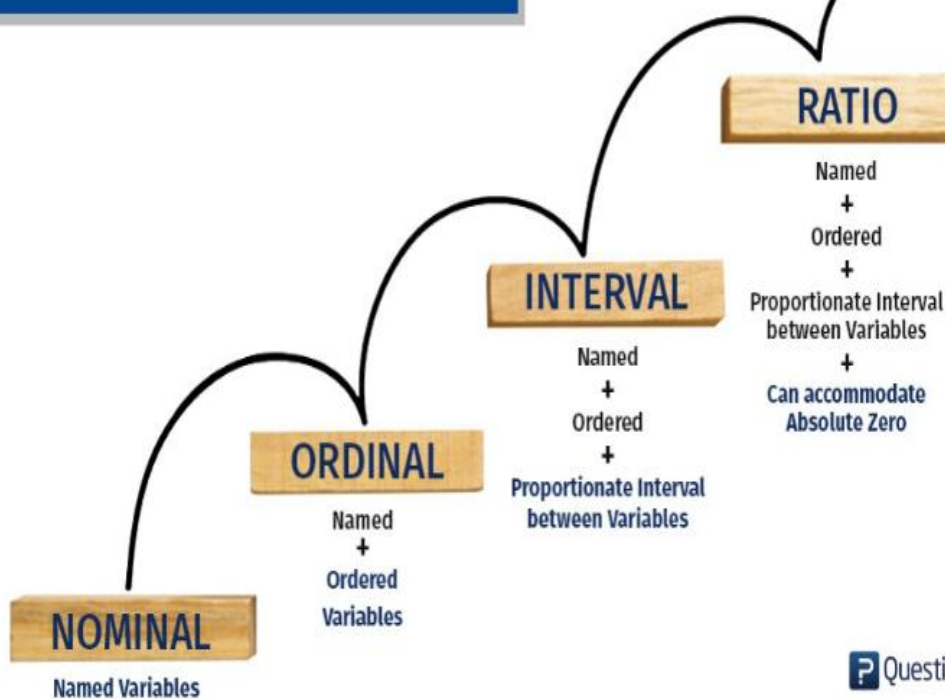 RATIO
Named
+
Ordered
+
Proportionate Interval
between Variables
+
Can accommodate
Absolute Zero
INTERVAL
Named
+
Ordered
+
Proportionate Interval
between Variables
ORDINAL
Named
+
Ordered
Variables
NOMINAL
Named Variables
Questi